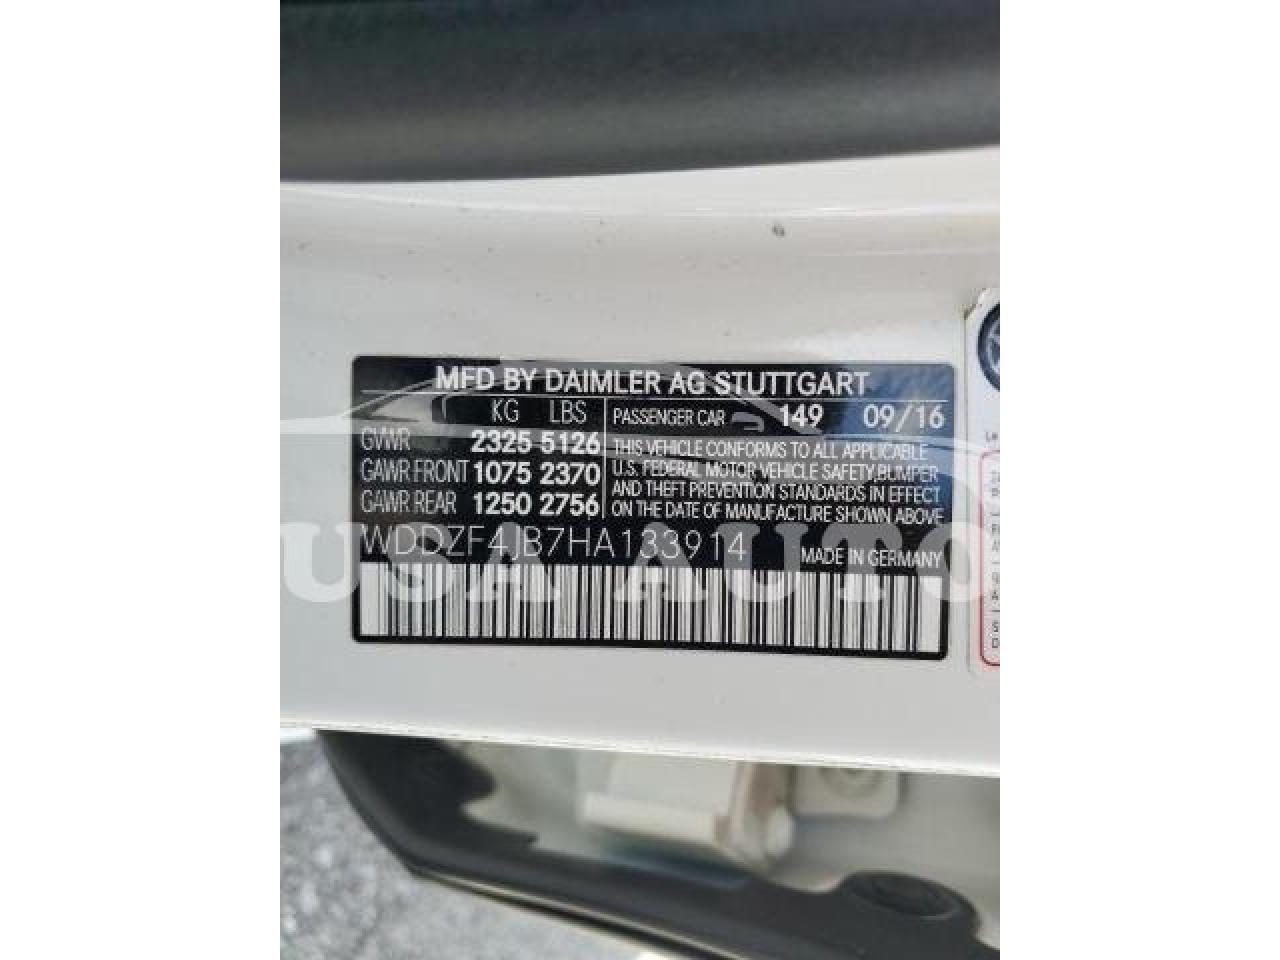 MFD BY DAIMLER AG STUTTGART
KG LBS
GVWR 2325 5126
GAWR FRONT 1075 2370
GAWR REAR 1250 2756
PASSENGER CAR 149 09/16
THIS VEHICLE CONFORMS TO ALL APPLICABLE
U.S. FEDERAL MOTOR VEHICLE SAFETY, BUMPER
AND THEFT PREVENTION STANDARDS IN EFFECT
ON THE DATE OF MANUFACTURE SHOWN ABOVE
WDDZF4JB7HA133914 MADE IN GERMANY
USA AUTO